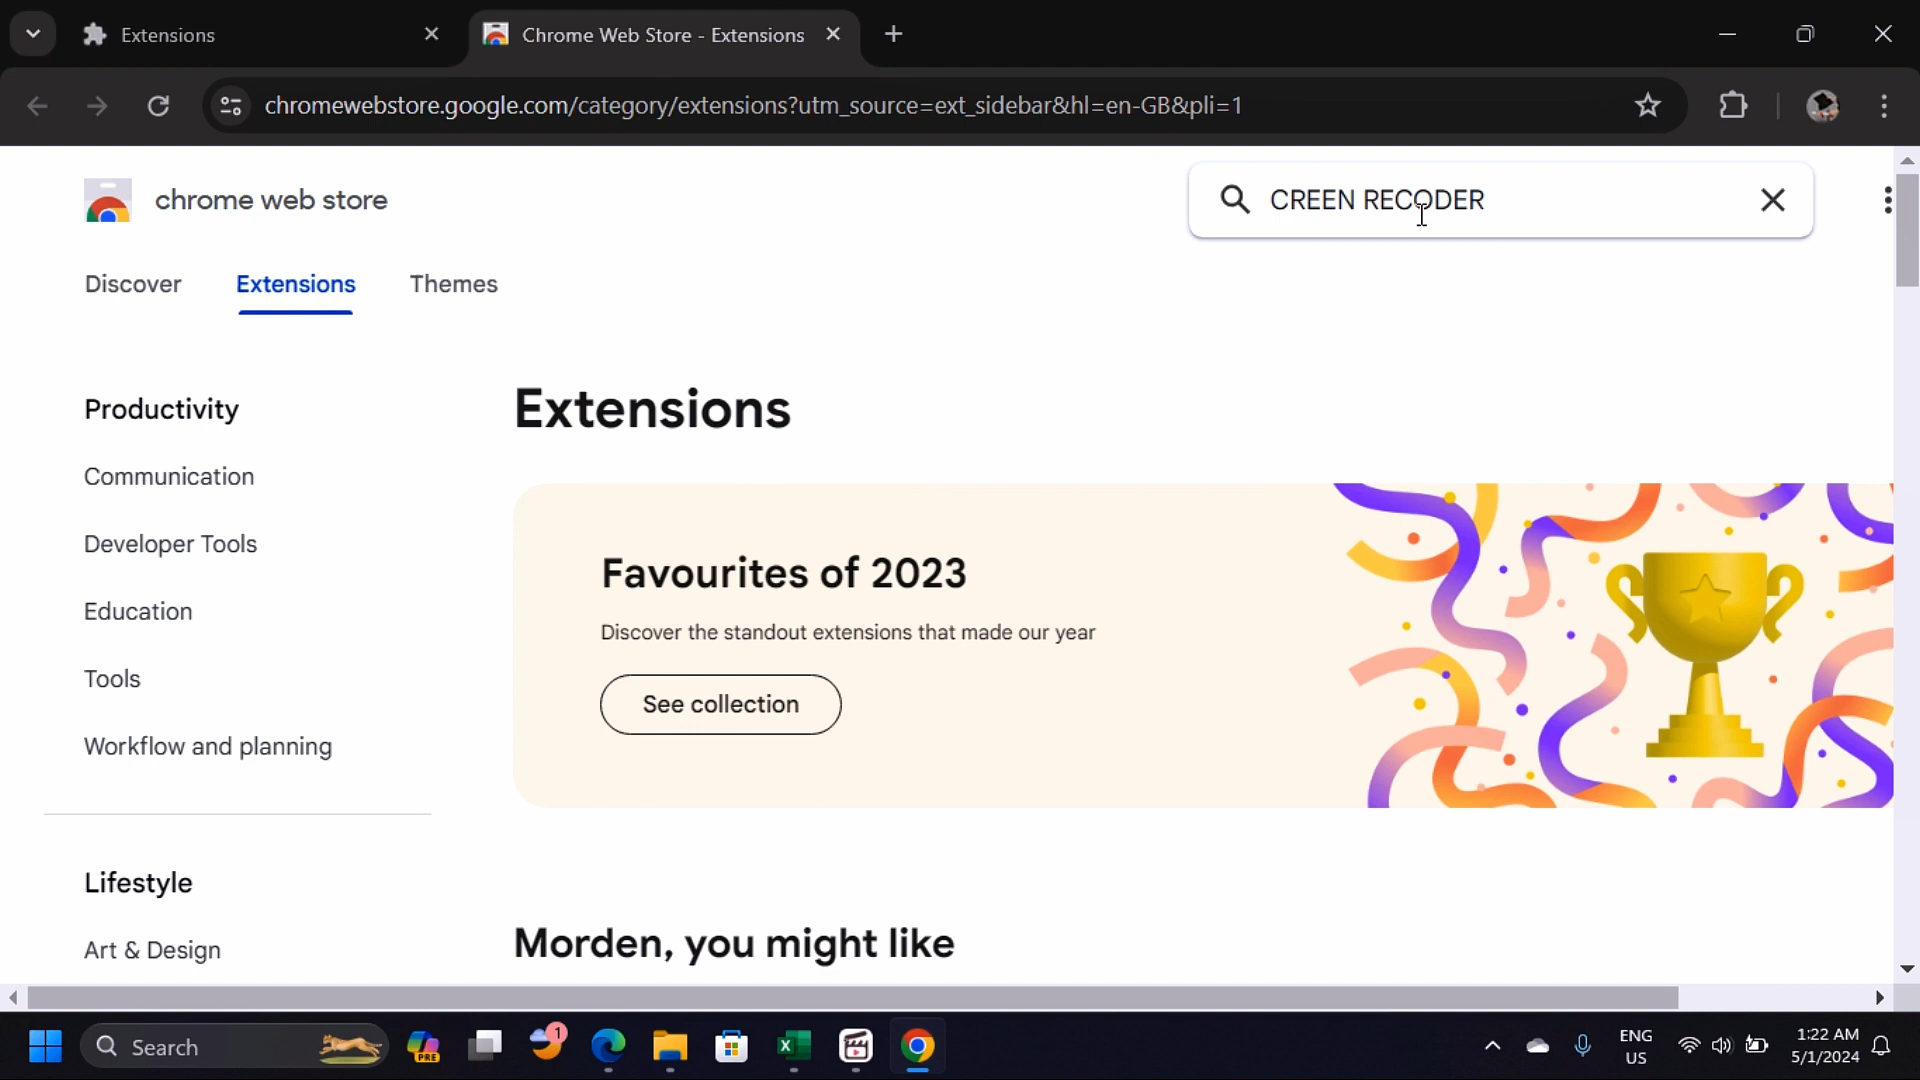 Extensions
Chrome Web Store - Extensions
chromewebstore.google.com/category/extensions?utm_source=ext_sidebar&hl=en-GB&pli=1
chrome web store
CREEN RECODER
Discover
Extensions
Themes
Productivity
Communication
Developer Tools
Education
Tools
Workflow and planning
Lifestyle
Art & Design
Extensions
Favourites of 2023
Discover the standout extensions that made our year
See collection
Morden, you might like
Search
PRE
1
ENG
US
1:22 AM
5/1/2024